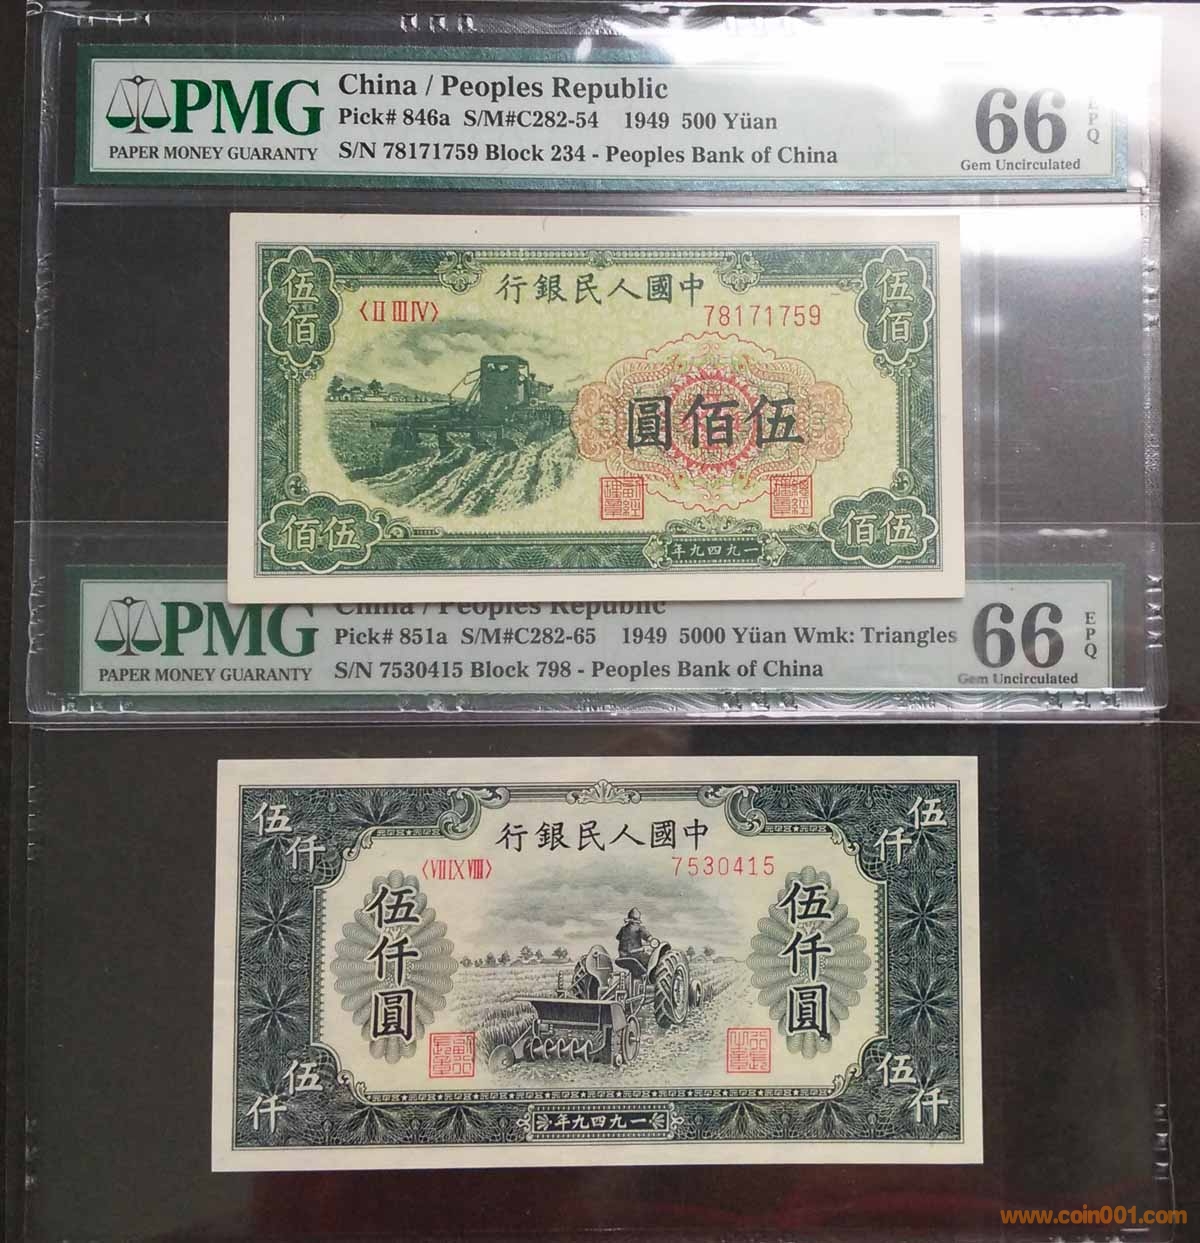 PMG
PAPER MONEY GUARANTY
China / Peoples Republic
Pick# 846a S/M#C282-54 1949 500 Yüan
S/N 78171759 Block 234 - Peoples Bank of China
66
EPQ
Gem Uncirculated
行銀民人國中
伍佰
伍佰
〈II III IV〉
78171759
圓佰伍
佰伍
佰伍
年九四九一
PMG
PAPER MONEY GUARANTY
China / Peoples Republic
Pick# 851a S/M#C282-65 1949 5000 Yüan Wmk: Triangles
S/N 7530415 Block 798 - Peoples Bank of China
66
EPQ
Gem Uncirculated
行銀民人國中
伍仟
伍仟
〈VII IX VIII〉
7530415
伍仟圓
伍仟圓
伍仟
伍仟
年九四九一
www.coin001.com